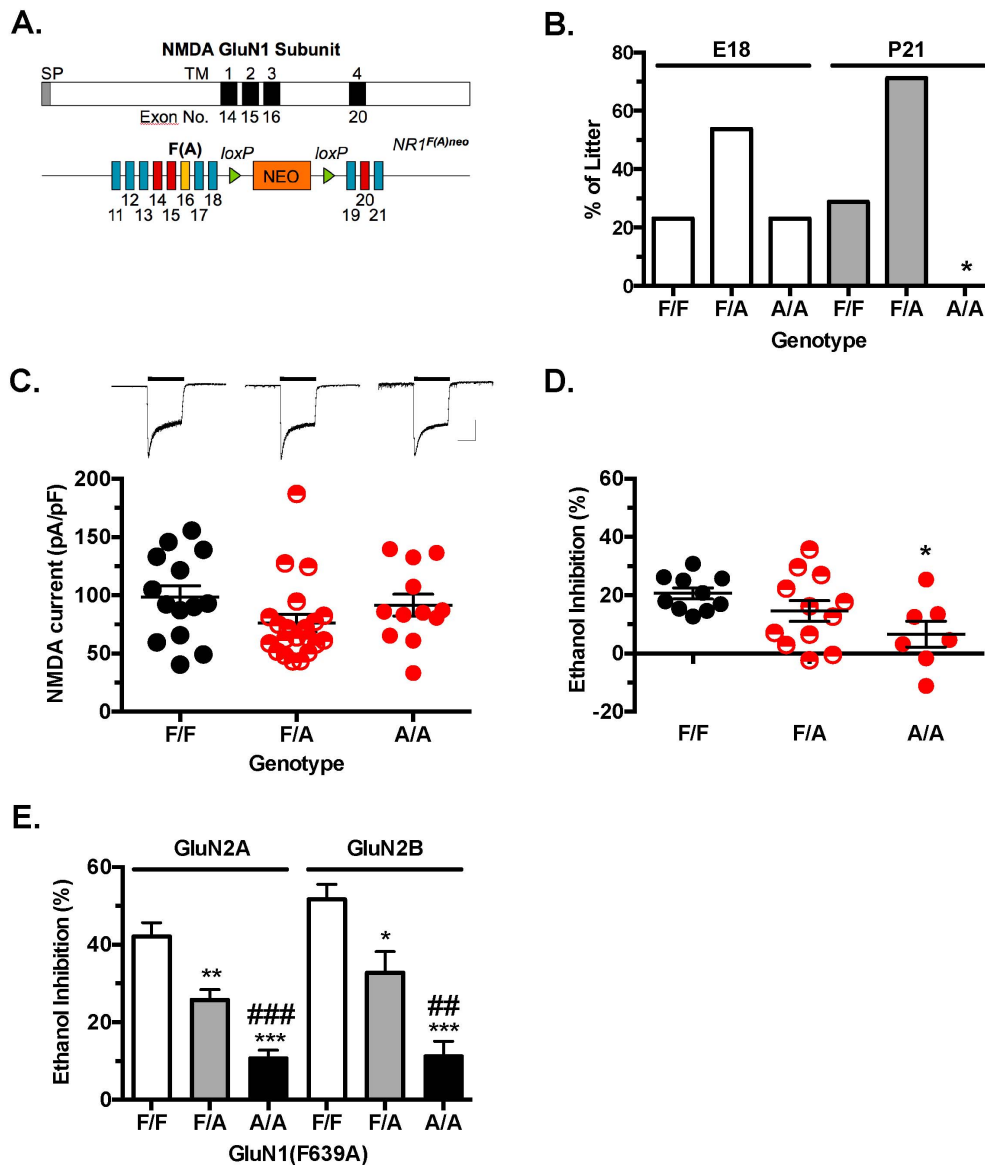 A.
NMDA GluN1 Subunit
SP TM 1 2 3 4
Exon No. 14 15 16 20
F(A) loxP loxP NR1F(A)neo
NEO
12 14 16 18 20
11 13 15 17 19 21
B.
E18 P21
% of Litter
80
60
40
20
0
F/F F/A A/A F/F F/A A/A
*
Genotype
C.
NMDA current (pA/pF)
200
150
100
50
0
F/F F/A A/A
Genotype
D.
Ethanol Inhibition (%)
60
40
20
0
-20
*
F/F F/A A/A
E.
GluN2A GluN2B
Ethanol Inhibition (%)
60
40
20
0
** ### *** * ## ***
F/F F/A A/A F/F F/A A/A
GluN1(F639A)